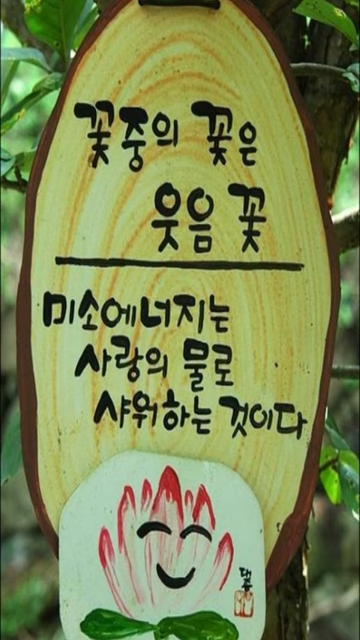 꽃중의 꽃은
웃음 꽃
미소에너지는
사랑의 물로
샤워하는 것이다